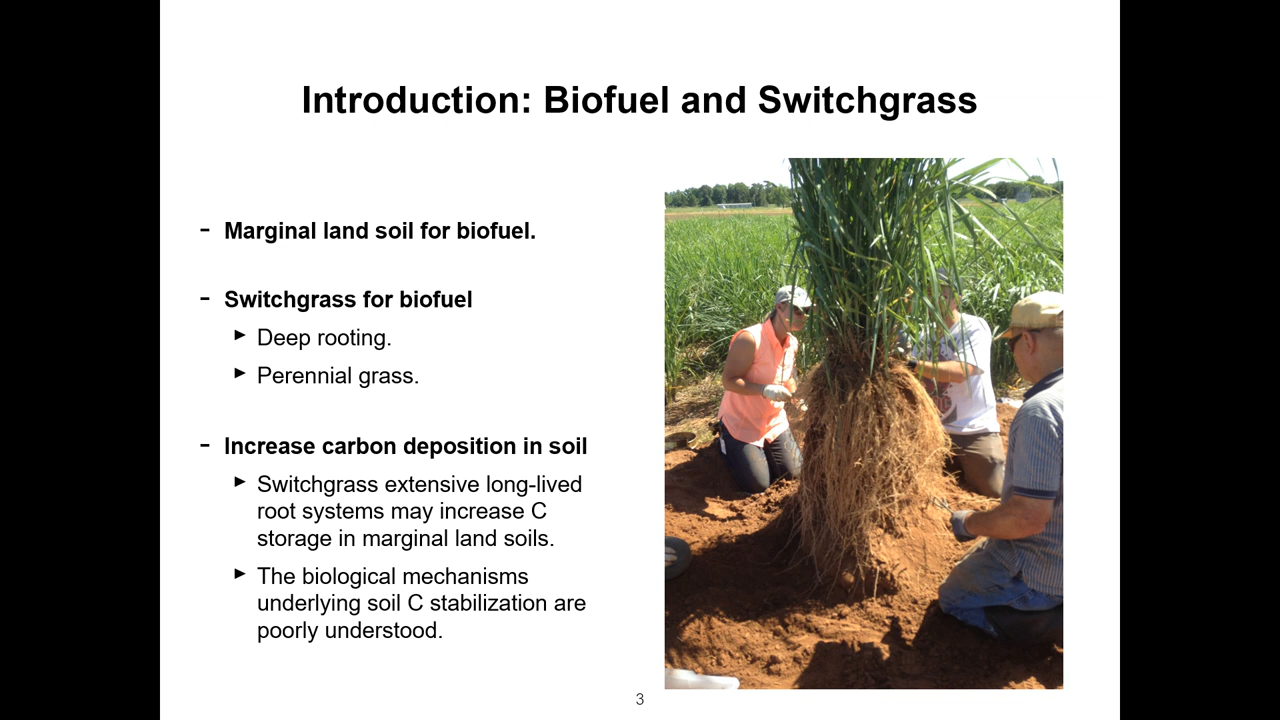 Introduction: Biofuel and Switchgrass
- Marginal land soil for biofuel.
- Switchgrass for biofuel
► Deep rooting.
► Perennial grass.
- Increase carbon deposition in soil
► Switchgrass extensive long-lived
root systems may increase C
storage in marginal land soils.
► The biological mechanisms
underlying soil C stabilization are
poorly understood.
3